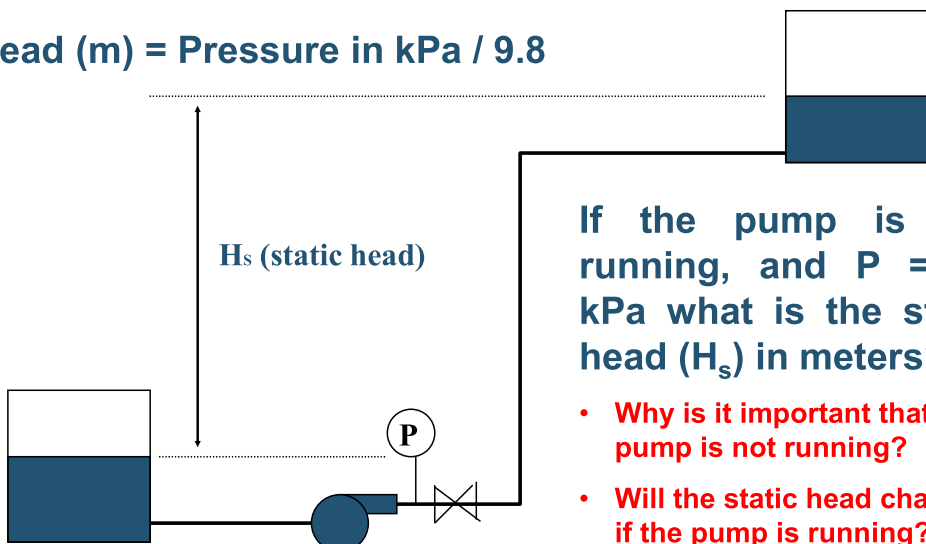 ead (m) = Pressure in kPa / 9.8
Hs (static head)
If the pump is
running, and P =
kPa what is the st
head (Hs) in meters
P
• Why is it important that
pump is not running?
• Will the static head cha
if the pump is running?